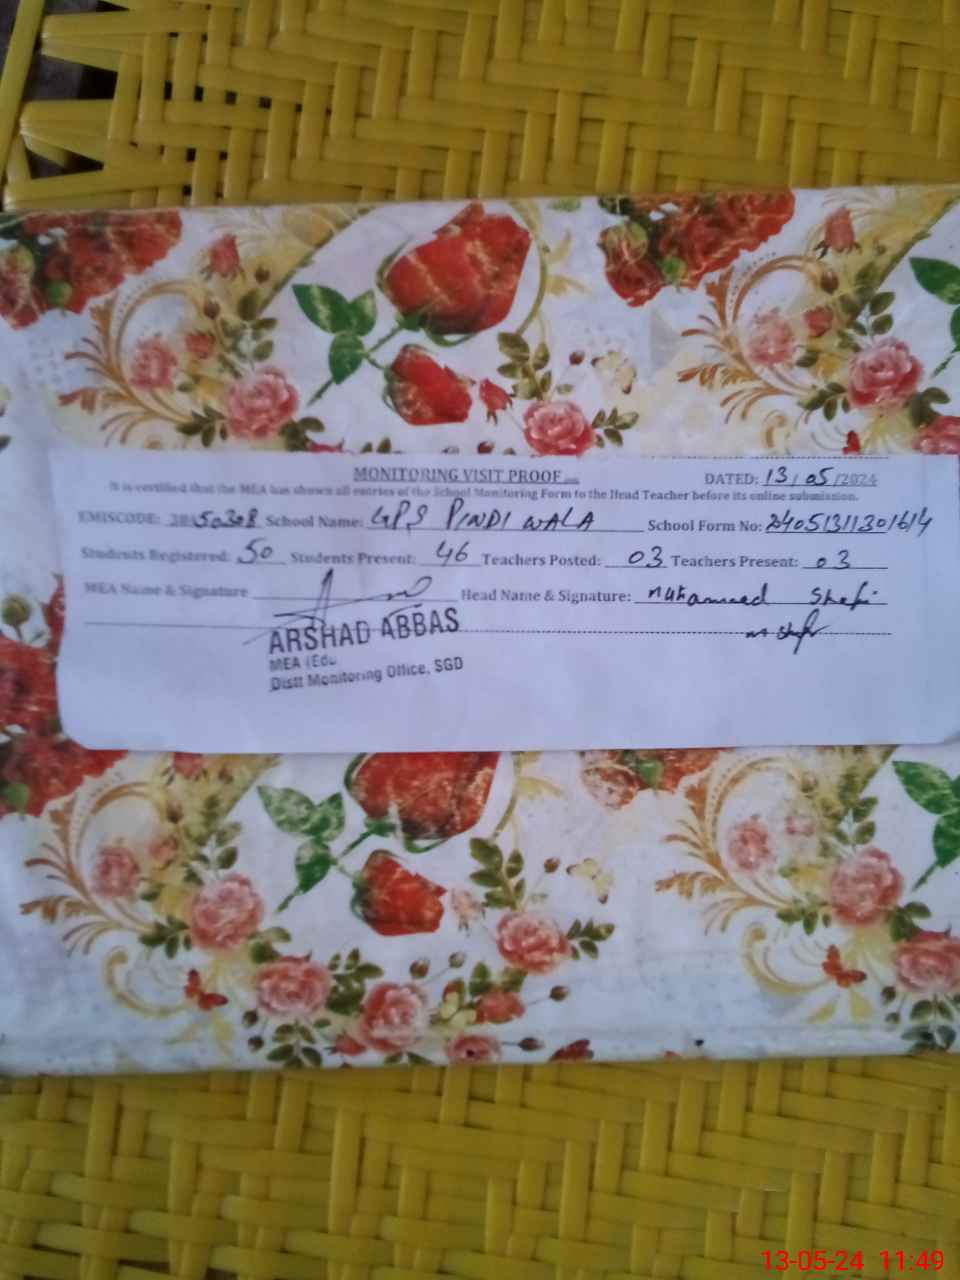 MONITORING VISIT PROOF DATED: 13/05/2024
It is certified that the MEA has shown all entries of the School Monitoring Form to the Head Teacher before its online submission.
EMISCODE: School Name: GPS PINDI WALA School Form No:
Students Registered: 50 Students Present: 46 Teachers Posted: 03 Teachers Present: 03
MEA Name & Signature Head Name & Signature: Muhammad Shafi
ARSHAD ABBAS
MEA (Edu
Distt Monitoring Office, SGD
13-05-24 11:49